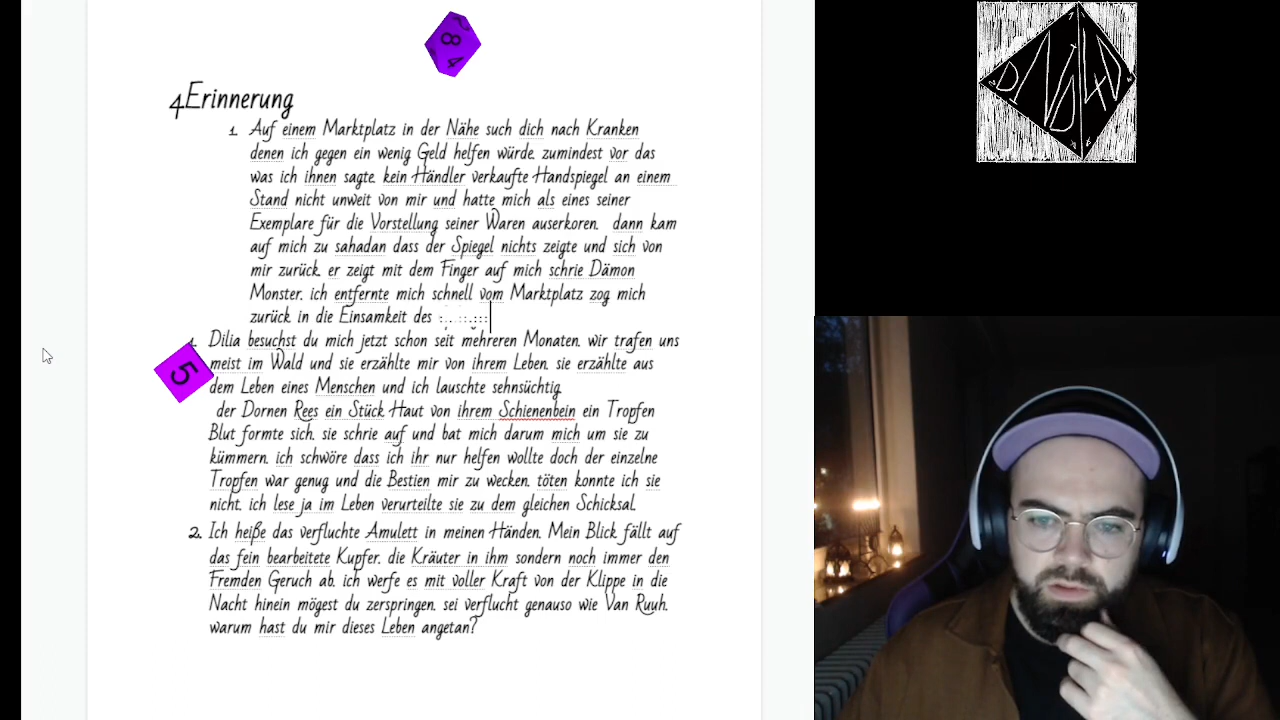 8
4
4Erinnerung
1. Auf einem Marktplatz in der Nähe such dich nach Kranken
denen ich gegen ein wenig Geld helfen würde. zumindest vor das
was ich ihnen sagte. kein Händler verkaufte Handspiegel an einem
Stand nicht unweit von mir und hatte mich als eines seiner
Exemplare für die Vorstellung seiner Waren auserkoren. dann kam
auf mich zu sahadan dass der Spiegel nichts zeigte und sich von
mir zurück. er zeigt mit dem Finger auf mich schrie Dämon
Monster. ich entfernte mich schnell vom Marktplatz zog mich
zurück in die Einsamkeit des
1. Dilia besuchst du mich jetzt schon seit mehreren Monaten. wir trafen uns
5
meist im Wald und sie erzählte mir von ihrem Leben. sie erzählte aus
dem Leben eines Menschen und ich lauschte sehnsüchtig
der Dornen Rees ein Stück Haut von ihrem Schienenbein ein Tropfen
Blut formte sich. sie schrie auf und bat mich darum mich um sie zu
kümmern. ich schwöre dass ich ihr nur helfen wollte doch der einzelne
Tropfen war genug und die Bestien mir zu wecken. töten konnte ich sie
nicht. ich lese ja im Leben verurteilte sie zu dem gleichen Schicksal.
2. Ich heiße das verfluchte Amulett in meinen Händen. Mein Blick fällt auf
das fein bearbeitete Kupfer. die Kräuter in ihm sondern noch immer den
Fremden Geruch ab. ich werfe es mit voller Kraft von der Klippe in die
Nacht hinein mögest du zerspringen. sei verflucht genauso wie Van Ruyh.
warum hast du mir dieses Leben angetan?